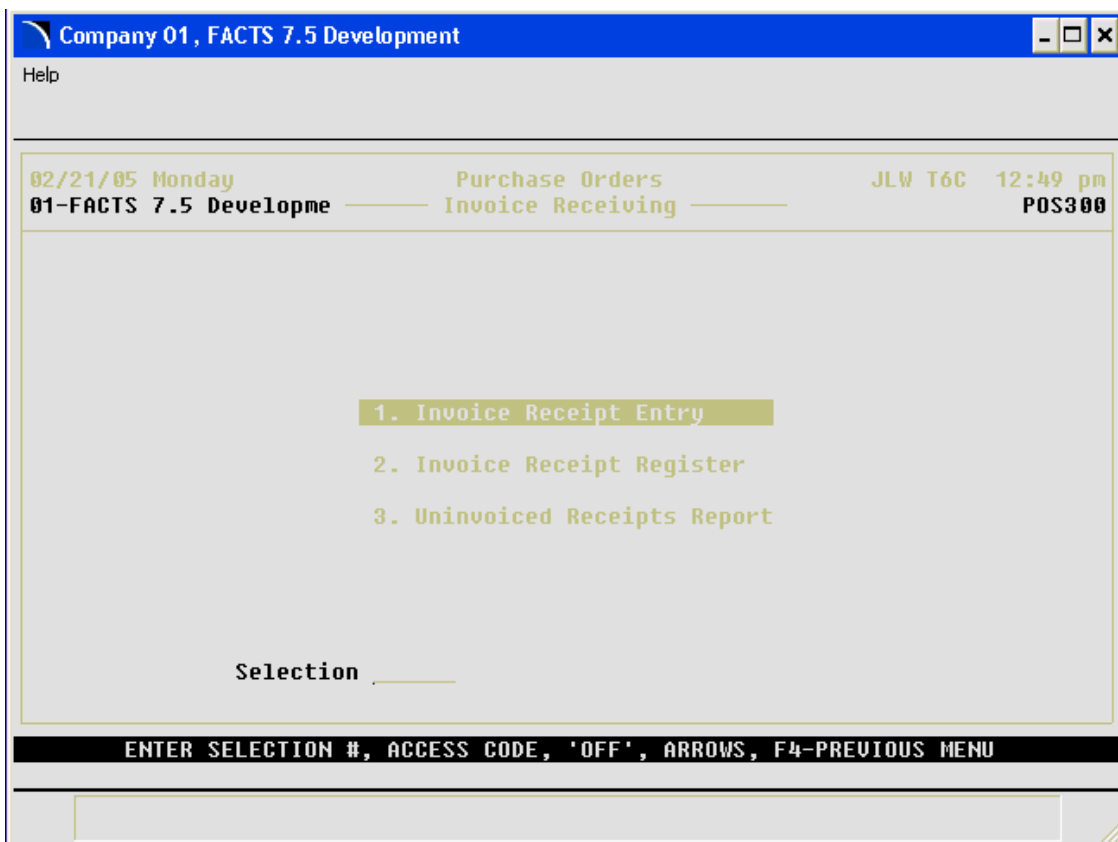 Company 01, FACTS 7.5 Development
Help
02/21/05 Monday Purchase Orders JLW T6C 12:49 pm
01-FACTS 7.5 Developme Invoice Receiving POS300
1. Invoice Receipt Entry
2. Invoice Receipt Register
3. Uninvoiced Receipts Report
Selection
ENTER SELECTION #, ACCESS CODE, 'OFF', ARROWS, F4-PREVIOUS MENU